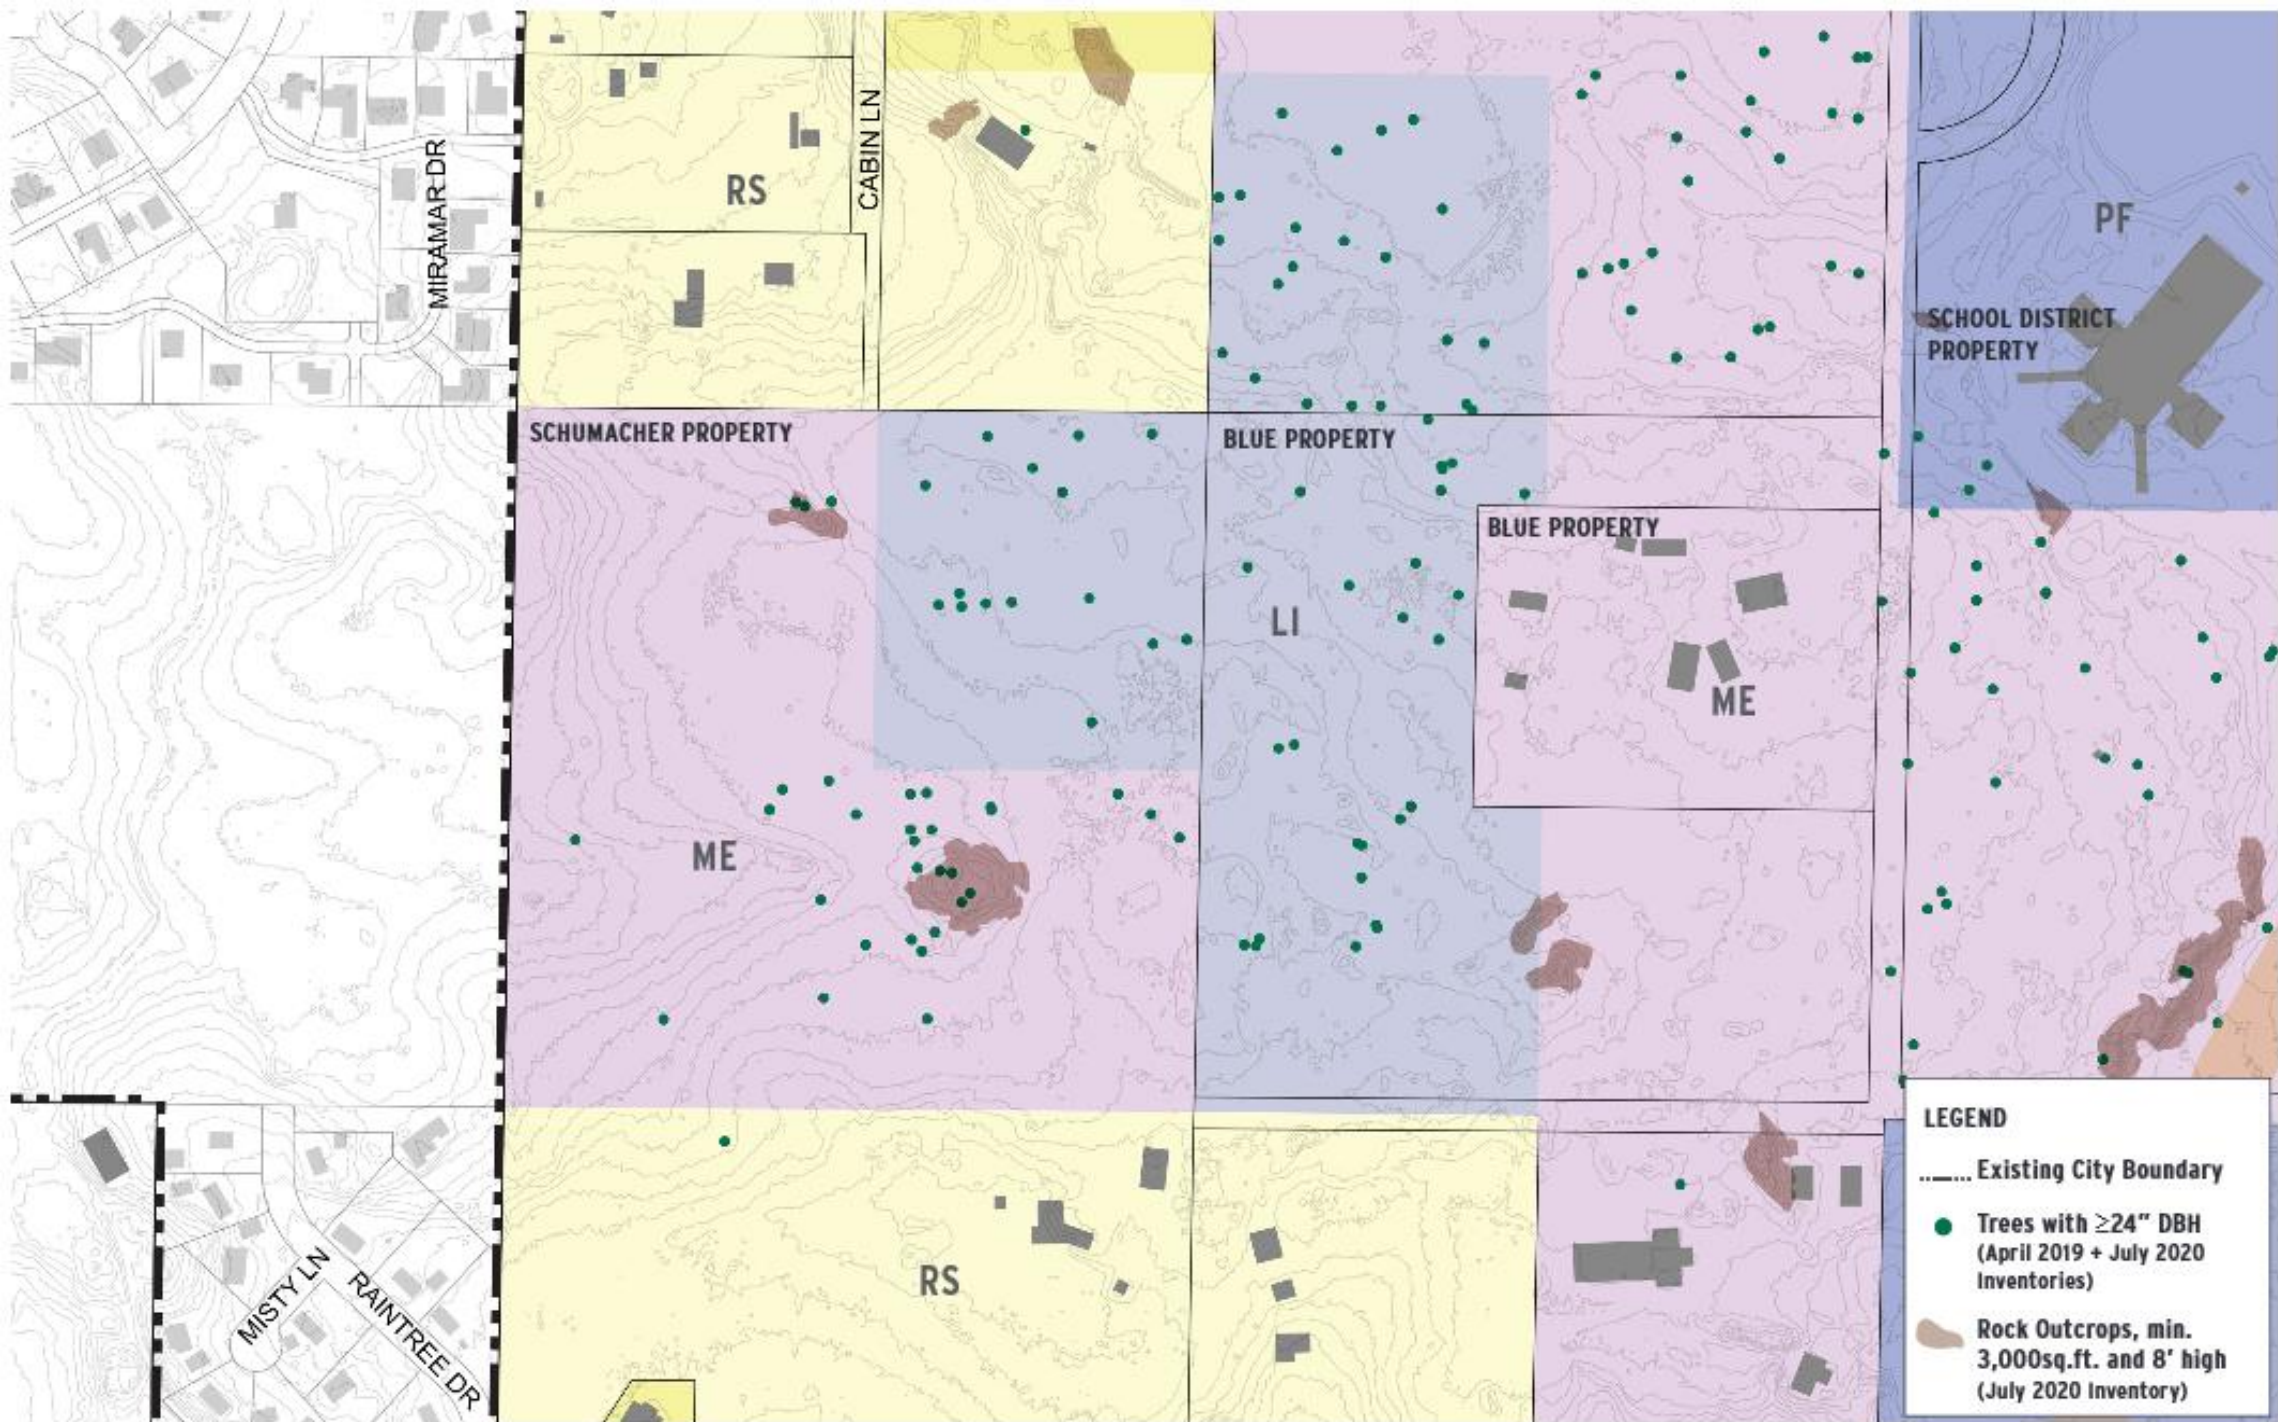 MIRAMAR DR
CABIN LN
RS
PF
SCHOOL DISTRICT
PROPERTY
SCHUMACHER PROPERTY
BLUE PROPERTY
BLUE PROPERTY
LI
ME
ME
RS
MISTY LN
RAINTREE DR
LEGEND
Existing City Boundary
Trees with ≥24" DBH
(April 2019 + July 2020
Inventories)
Rock Outcrops, min.
3,000sq.ft. and 8' high
(July 2020 Inventory)